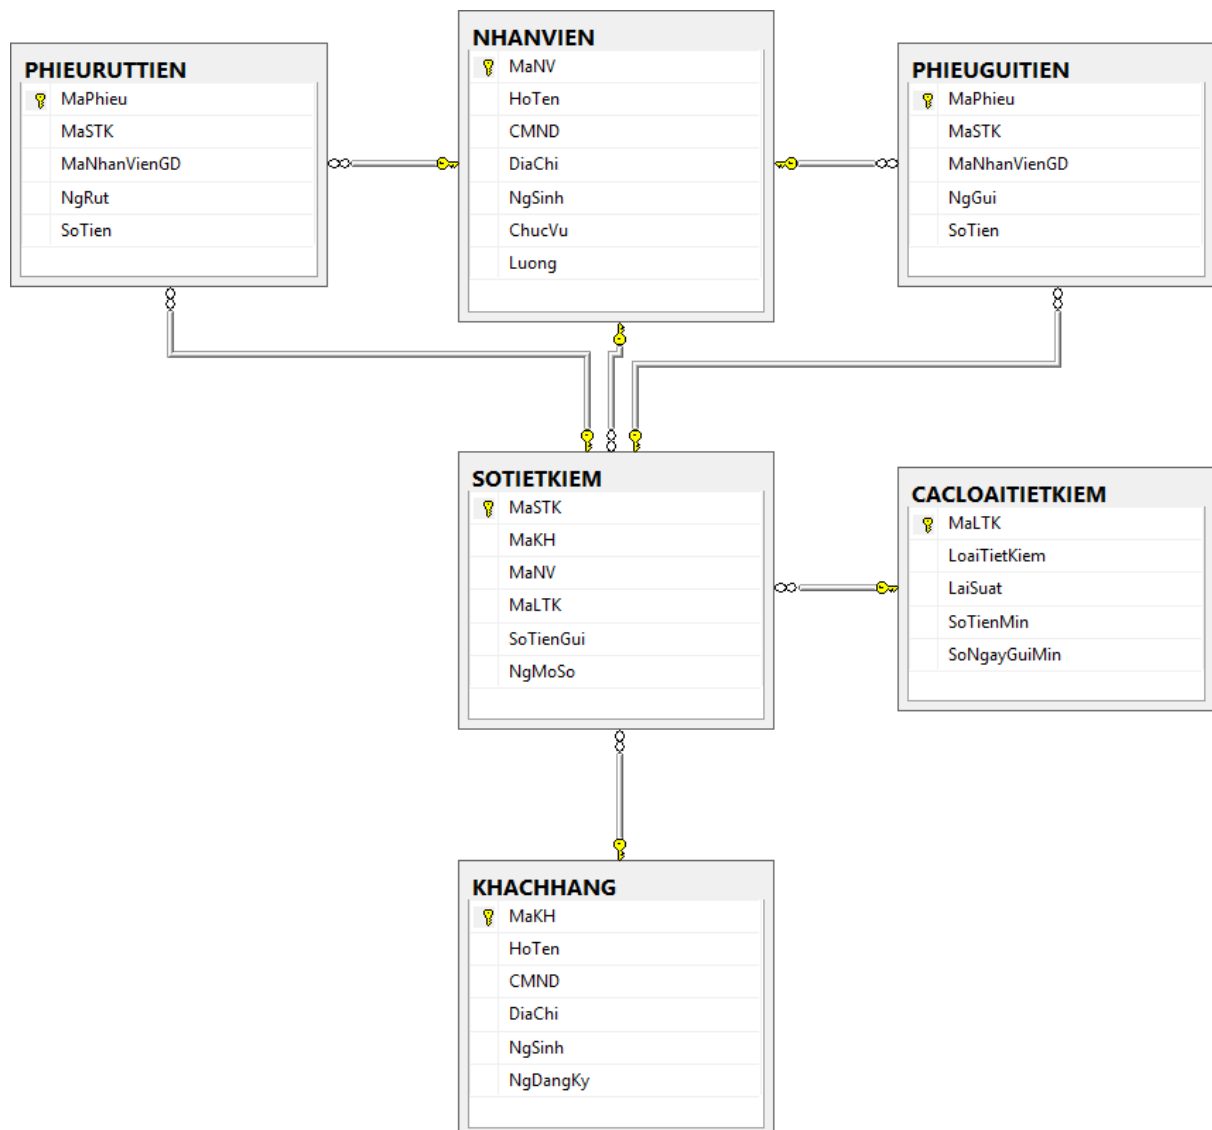 PHIEURUTTIEN
MaPhieu
MaSTK
MaNhanVienGD
NgRut
SoTien
NHANVIEN
MaNV
HoTen
CMND
DiaChi
NgSinh
ChucVu
Luong
PHIEUGUITIEN
MaPhieu
MaSTK
MaNhanVienGD
NgGui
SoTien
SOTIETKIEM
MaSTK
MaKH
MaNV
MaLTK
SoTienGui
NgMoSo
CACLOAITIETKIEM
MaLTK
LoaiTietKiem
LaiSuat
SoTienMin
SoNgayGuiMin
KHACHHANG
MaKH
HoTen
CMND
DiaChi
NgSinh
NgDangKy